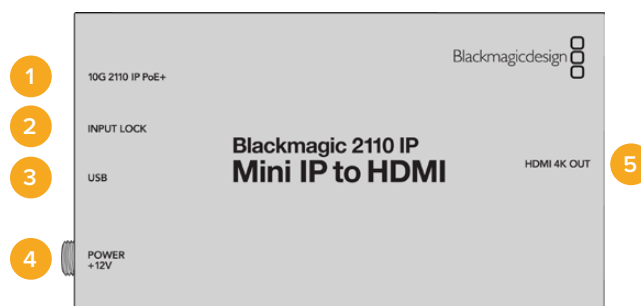 1
10G 2110 IP PoE+
Blackmagicdesign
2
INPUT LOCK
Blackmagic 2110 IP
Mini IP to HDMI
3
USB
HDMI 4K OUT
5
4
POWER
+12V